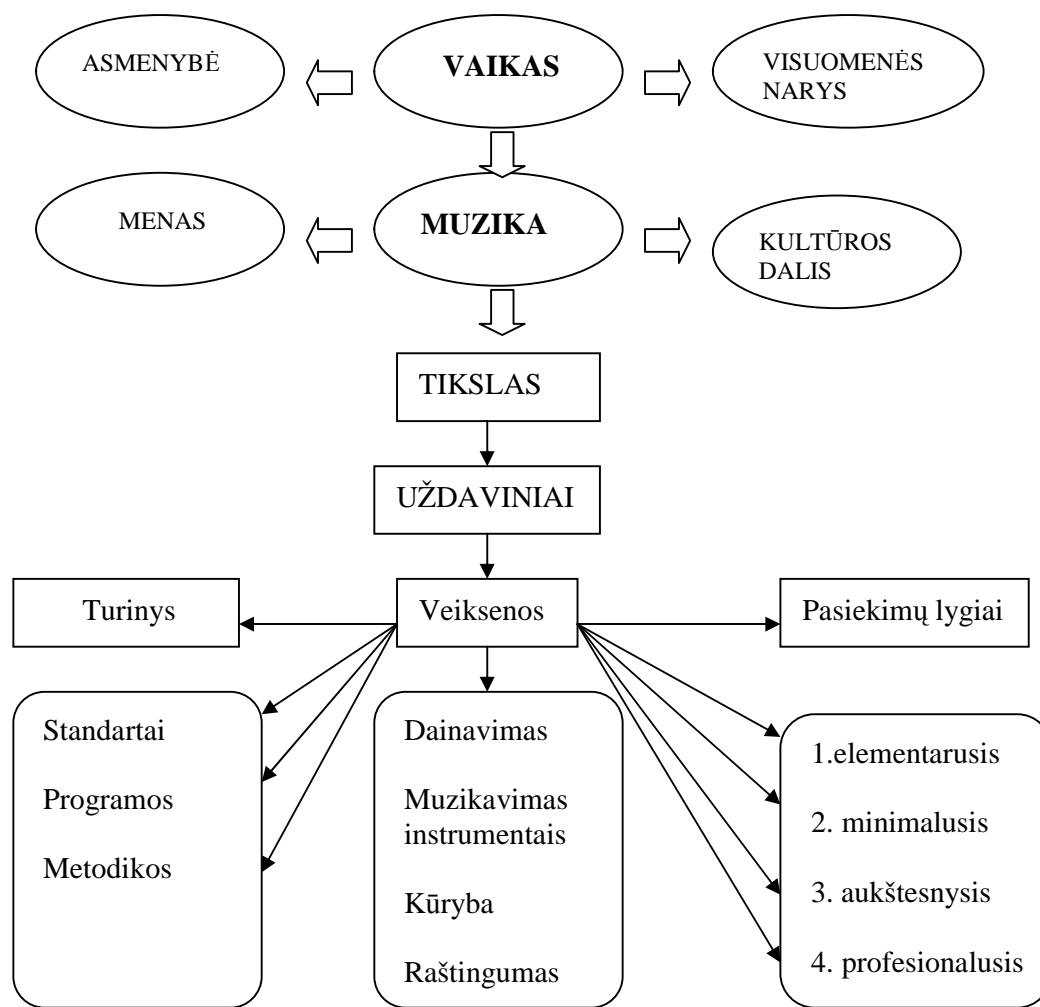 ASMENYBĖ
VAIKAS
VISUOMENĖS
NARYS
MENAS
MUZIKA
KULTŪROS
DALIS
TIKSLAS
UŽDAVINIAI
Turinys
Veiksenos
Pasiekimų lygiai
Standartai
Programos
Metodikos
Dainavimas
Muzikavimas
instrumentais
Kūryba
Raštingumas
1.elementarusis
2. minimalusis
3. aukštesnysis
4. profesionalusis